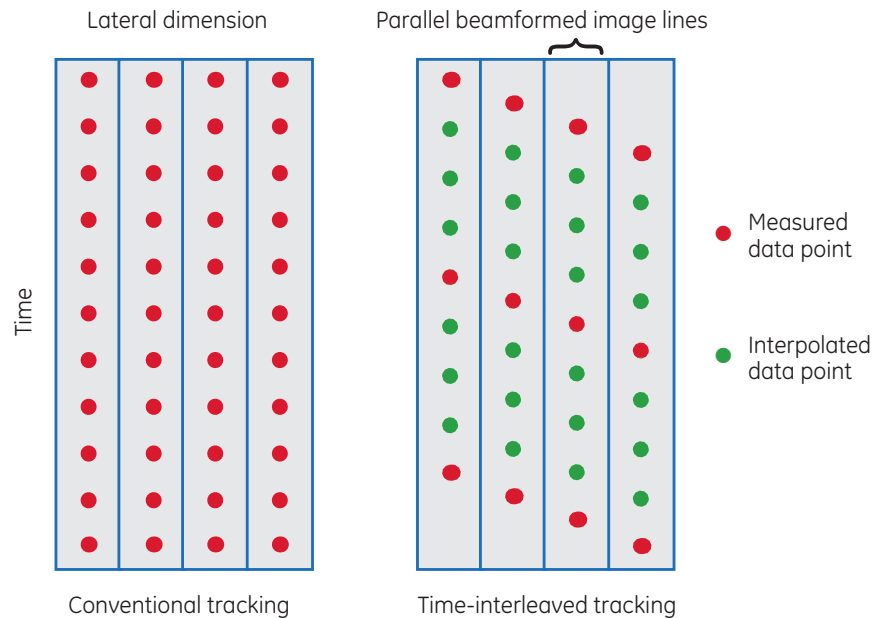 Lateral dimension
Parallel beamformed image lines
Time
Measured
data point
Interpolated
data point
Conventional tracking
Time-interleaved tracking